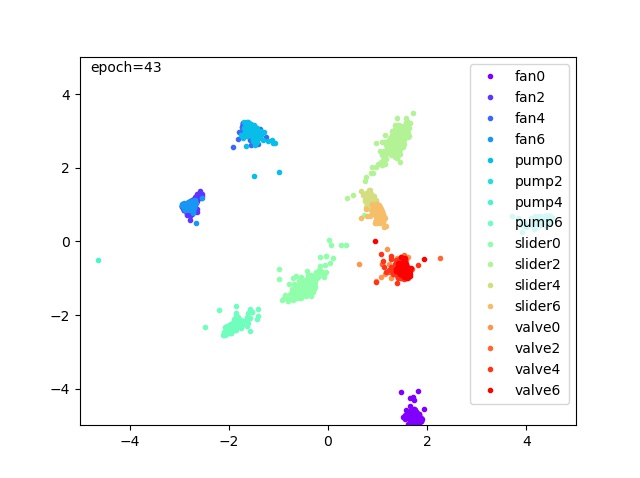 epoch=43
fan0
fan2
fan4
fan6
pump0
pump2
pump4
pump6
slider0
slider2
slider4
slider6
valve0
valve2
valve4
valve6
4
2
0
−2
−4
−4
−2
0
2
4